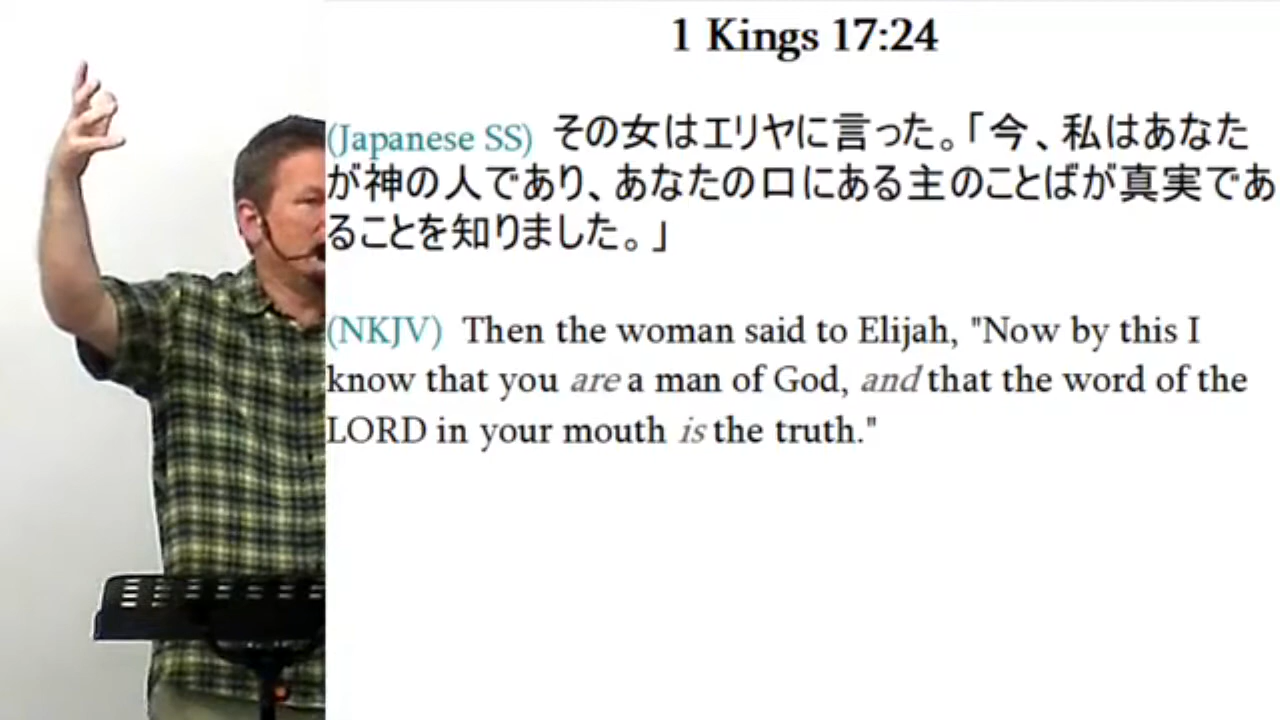 1 Kings 17:24
(Japanese SS) その女はエリヤに言った。「今、私はあなた
が神の人であり、あなたの口にある主のことばが真実であ
ることを知りました。」
(NKJV) Then the woman said to Elijah, "Now by this I
know that you are a man of God, and that the word of the
LORD in your mouth is the truth."